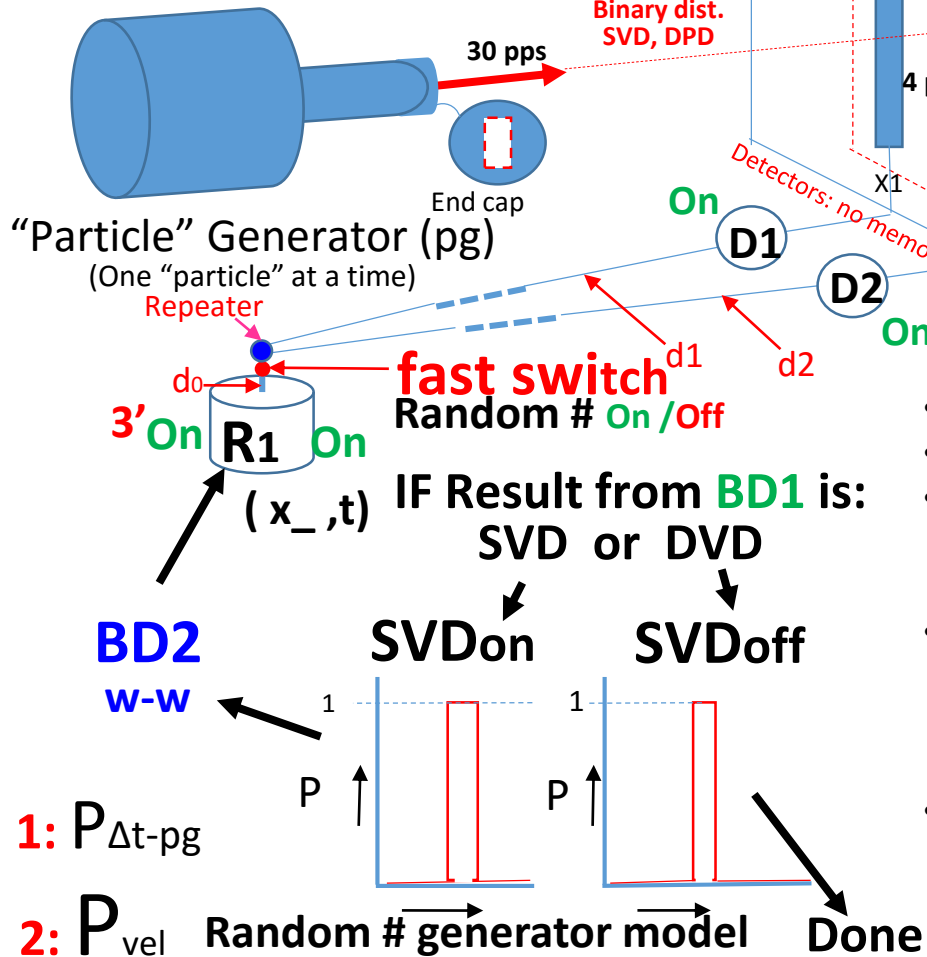 Binary dist.
SVD, DPD
30 pps
4
X1
End cap
Detectors: no memo
"Particle" Generator (pg)
(One "particle" at a time)
On
D1
D2
On
Repeater
d1
d2
d0
fast switch
Random # On /Off
3' On R1 On
( x_ ,t)
IF Result from BD1 is:
SVD or DVD
BD2
w-w
SVDon
SVDoff
1
1
P
P
1: PΔt-pg
2: Pvel
Random # generator model
Done